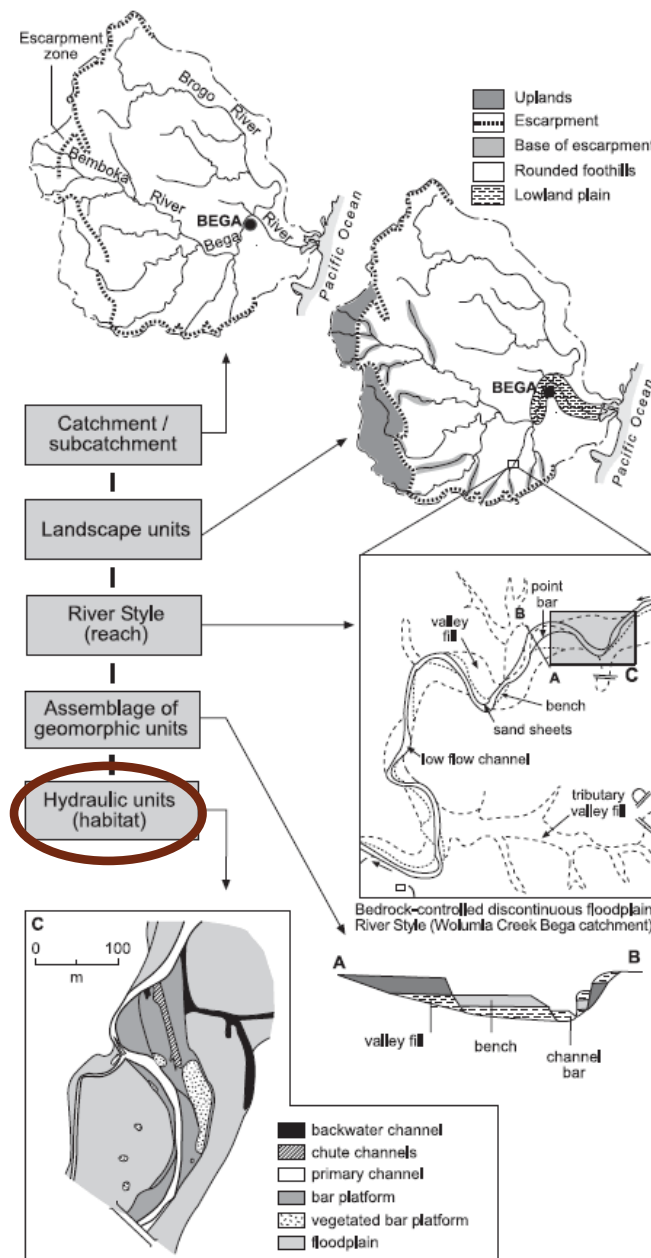 Escarpment
zone
Brogo
River
Bemboka
River
BEGA
Bega
River
Pacific Ocean
Uplands
Escarpment
Base of escarpment
Rounded foothills
Lowland plain
BEGA
Pacific Ocean
Catchment /
subcatchment
Landscape units
River Style
(reach)
Assemblage of
geomorphic units
Hydraulic units
(habitat)
point
bar
B
valley
fill
A
C
bench
sand sheets
low flow channel
tributary
valley fill
Bedrock-controlled discontinuous floodplain
River Style (Wolumla Creek Bega catchment)
A
B
valley fill
bench
channel
bar
C
0 100
m
backwater channel
chute channels
primary channel
bar platform
vegetated bar platform
floodplain